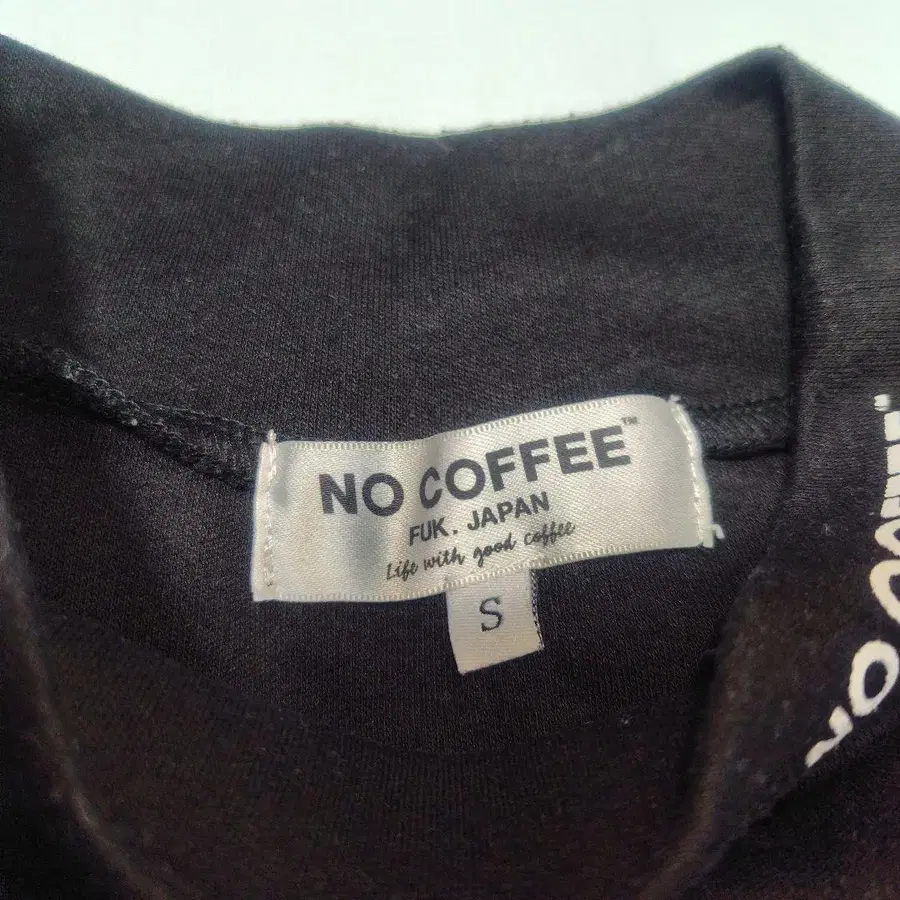 NO COFFEE™
FUK. JAPAN
Life with good coffee
S